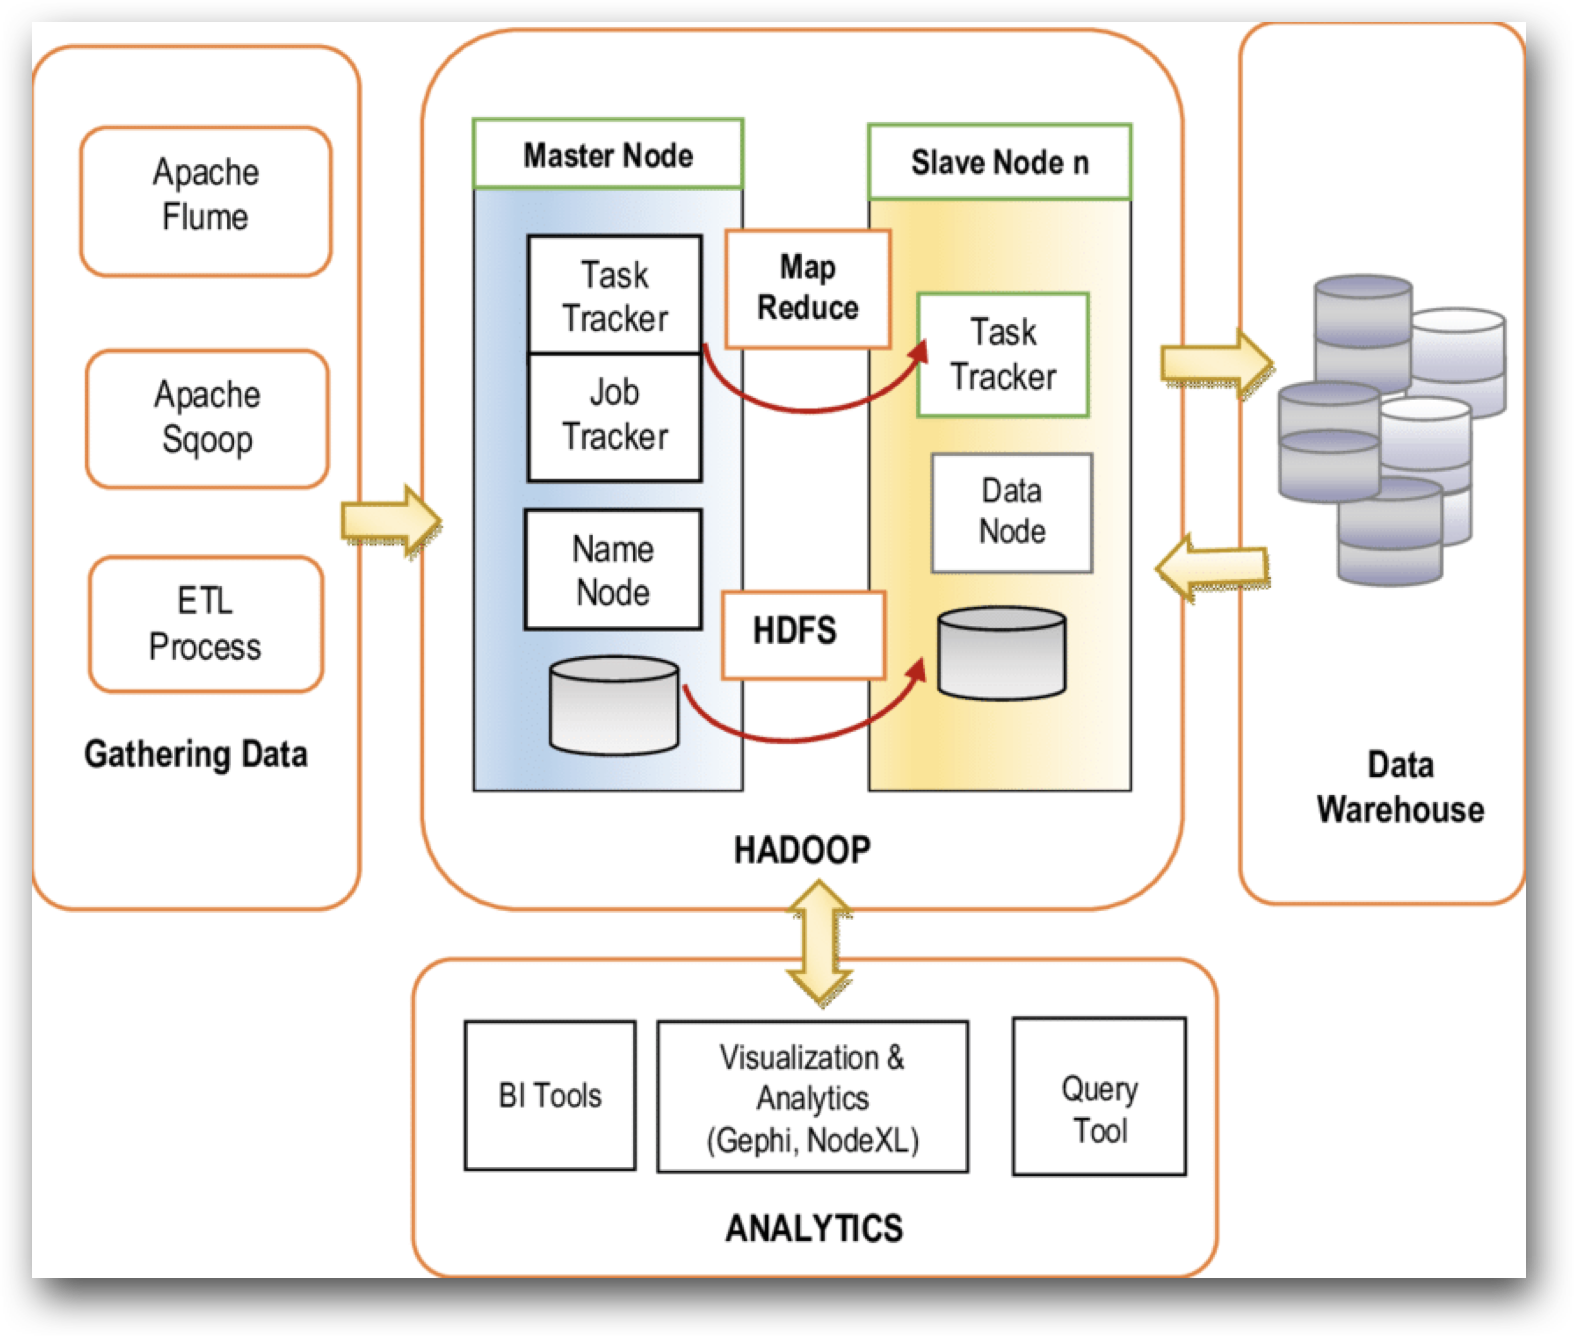 Apache
Flume
Apache
Sqoop
ETL
Process
Gathering Data
Master Node
Task
Tracker
Job
Tracker
Name
Node
Map
Reduce
HDFS
Slave Node n
Task
Tracker
Data
Node
HADOOP
Data
Warehouse
BI Tools
Visualization &
Analytics
(Gephi, NodeXL)
Query
Tool
ANALYTICS